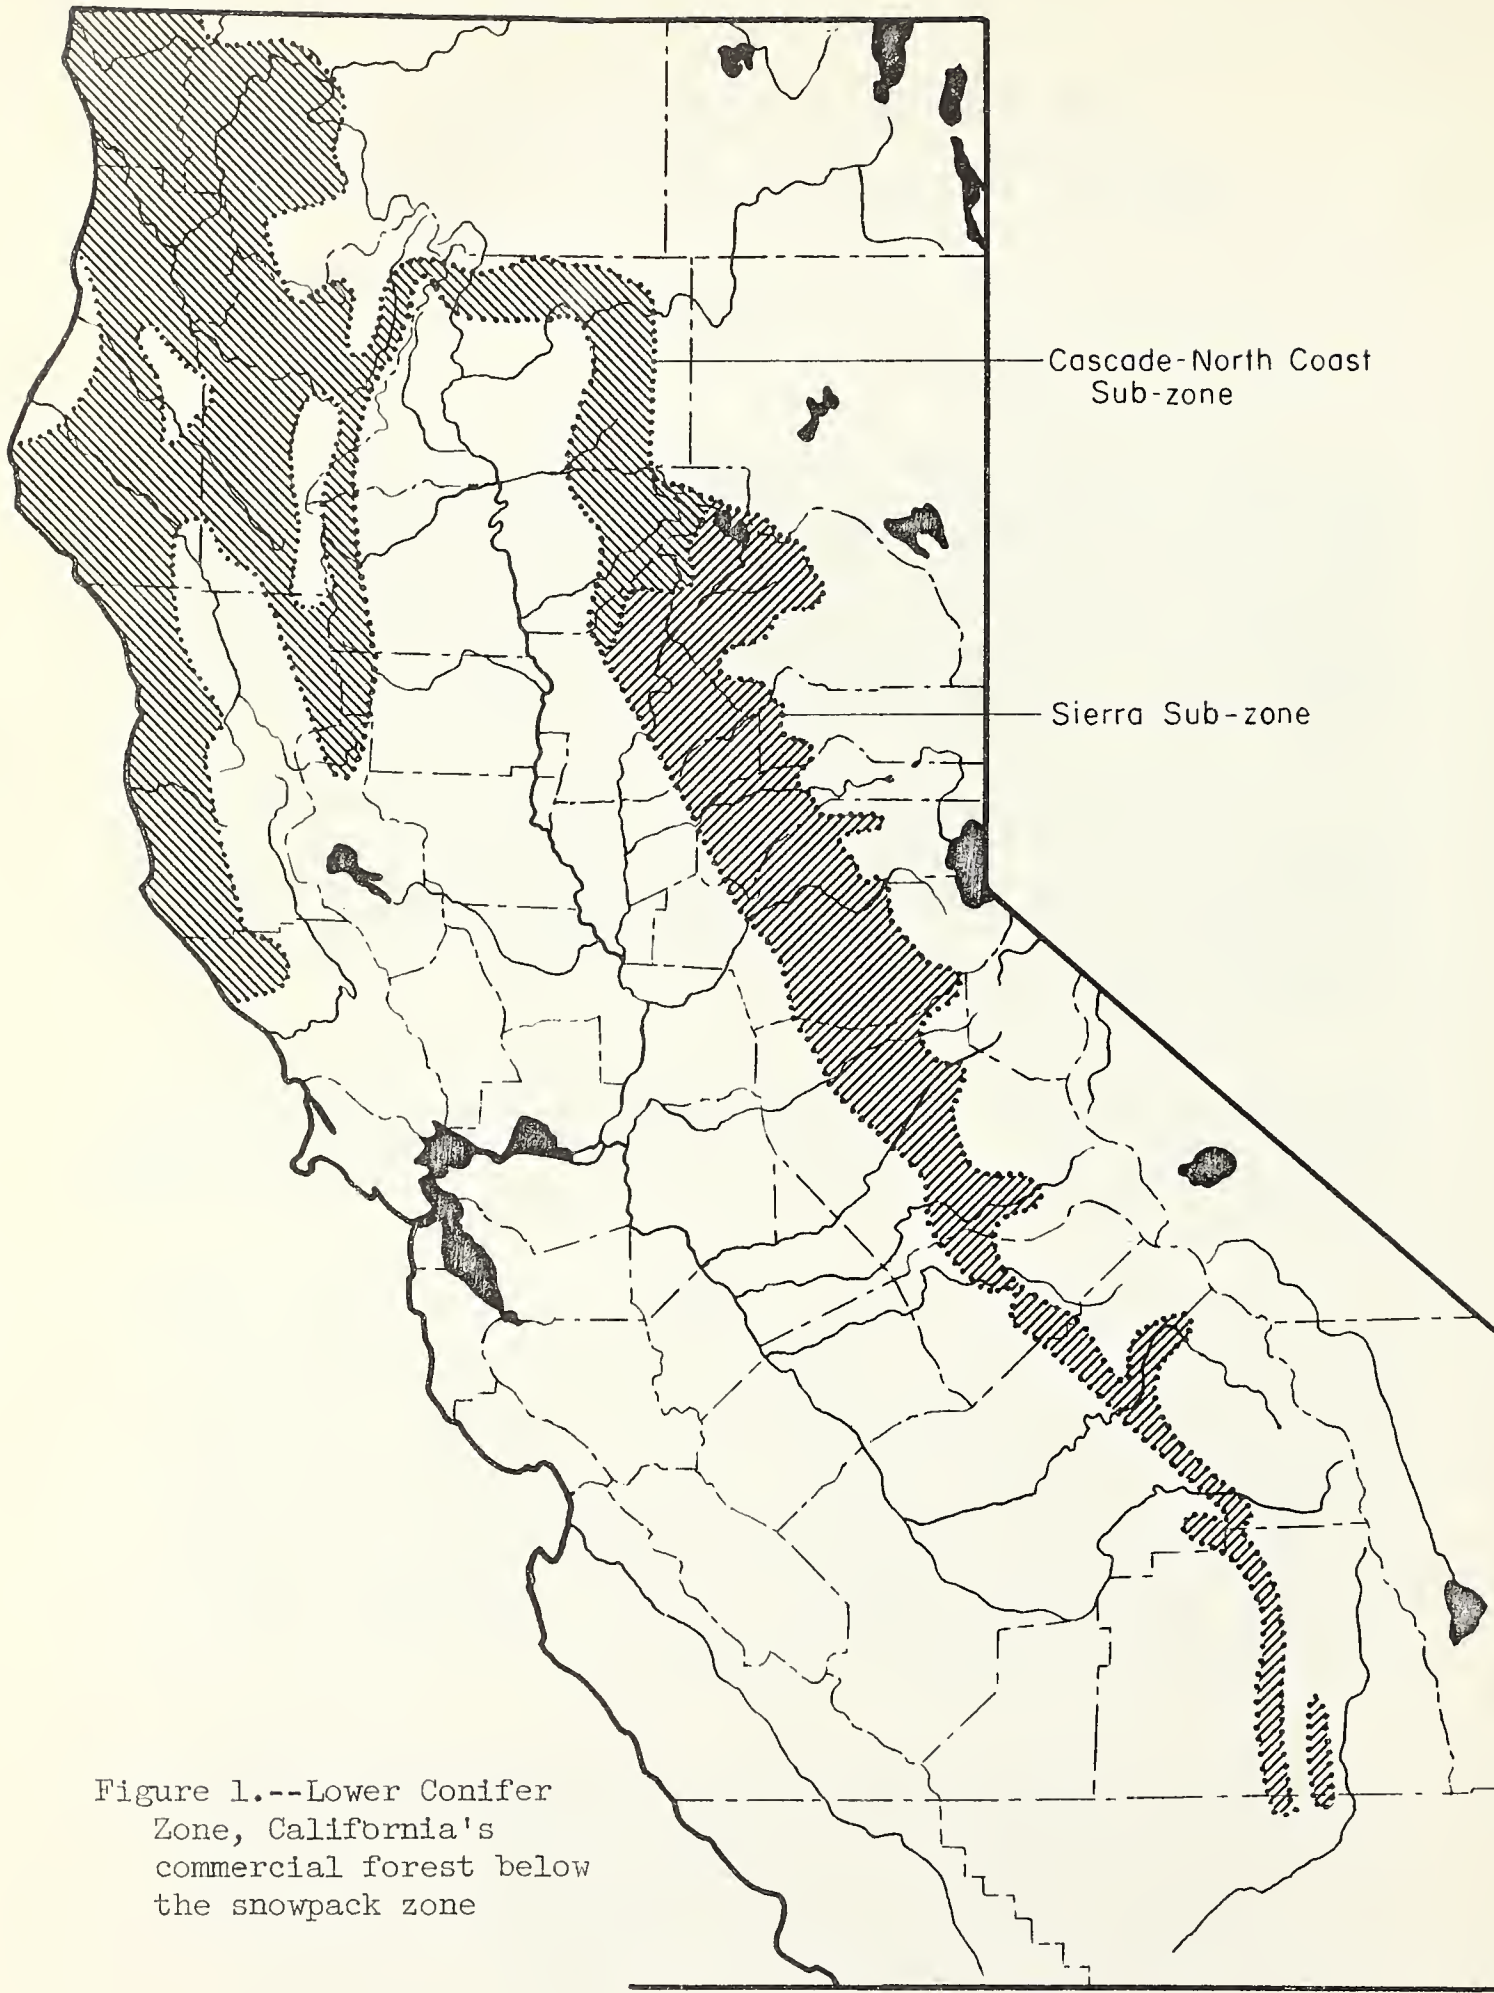 Cascade-North Coast
Sub-zone
Sierra Sub-zone
Figure 1.--Lower Conifer
Zone, California's
commercial forest below
the snowpack zone